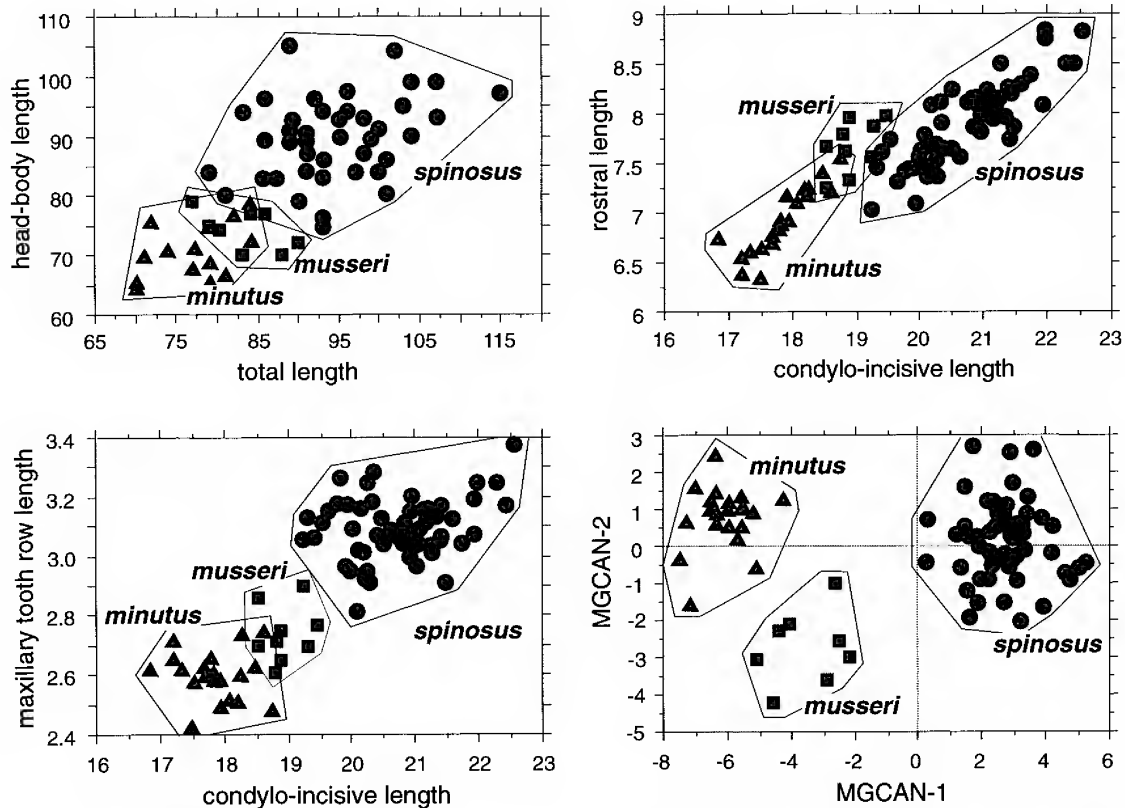 110
100
90
80
70
60
head-body length
spinosus
musseri
minutus
65
75
85
95
105
115
total length
9
8.5
8
7.5
7
6.5
6
rostral length
musseri
spinosus
minutus
16
17
18
19
20
21
22
23
condylo-incisive length
3.4
3.2
3.0
2.8
2.6
2.4
maxillary tooth row length
musseri
minutus
spinosus
16
17
18
19
20
21
22
23
condylo-incisive length
3
2
1
0
-1
-2
-3
-4
-5
MGCAN-2
minutus
spinosus
musseri
-8
-6
-4
-2
0
2
4
6
MGCAN-1